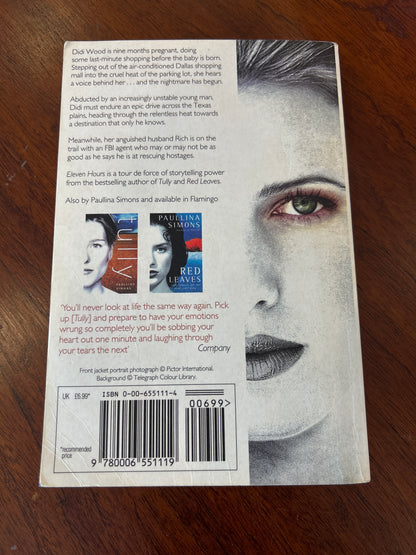 Didi Wood is nine months pregnant, doing
some last-minute shopping before the baby is born.
Stepping out of the air-conditioned Dallas shopping
mall into the cruel heat of the parking lot, she hears
a voice behind her . . . and the nightmare has begun.
Abducted by an increasingly unstable young man,
Didi must endure an epic drive across the Texas
plains, heading through the relentless heat towards
a destination that only he knows.
Meanwhile, her anguished husband Rich is on the
trail with an FBI agent who may or may not be as
good as he says he is at rescuing hostages.
Eleven Hours is a tour de force of storytelling power
from the bestselling author of Tully and Red Leaves.
Also by Paullina Simons and available in Flamingo
tully
PAULLINA
SIMONS
PAULLINA
SIMONS
RED
LEAVES
'You'll never look at life the same way again. Pick
up [Tully] and prepare to have your emotions
wrung so completely you'll be sobbing your
heart out one minute and laughing through
your tears the next'
Company
Front jacket portrait photograph © Pictor International.
Background © Telegraph Colour Library.
UK £6.99*
*recommended
price
ISBN 0-00-655111-4
00699>
9 780006 551119